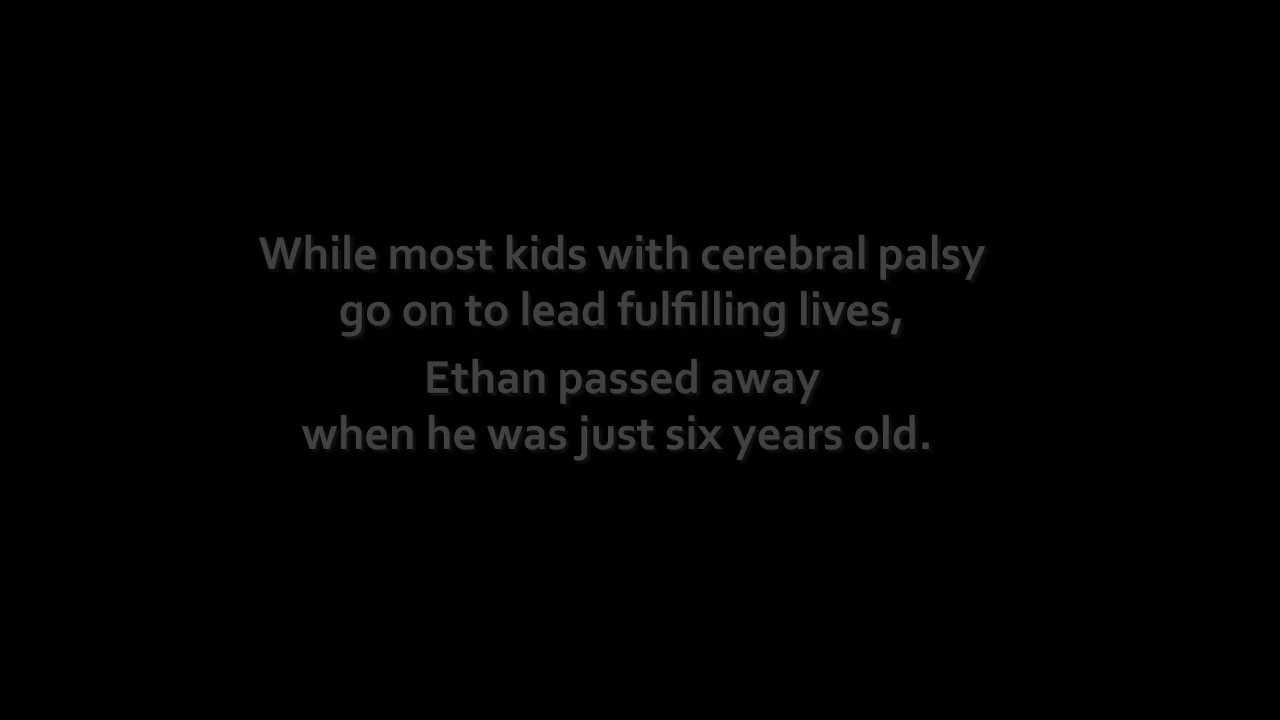 While most kids with cerebral palsy
go on to lead fulfilling lives,
Ethan passed away
when he was just six years old.